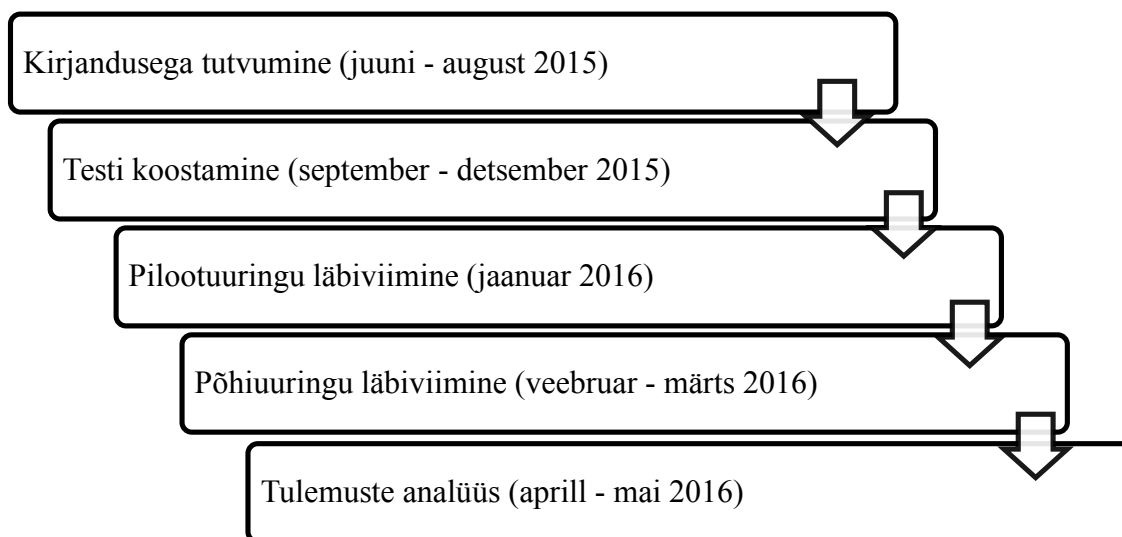 Kirjandusega tutvumine (juuni - august 2015)
Testi koostamine (september - detsember 2015)
Pilootuuringu läbiviimine (jaanuar 2016)
Põhiuuringu läbiviimine (veebruar - märts 2016)
Tulemuste analüüs (aprill - mai 2016)